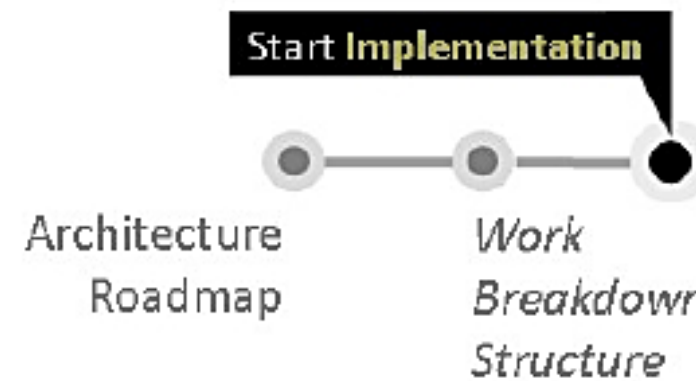 Start Implementation
Architecture
Roadmap
Work
Breakdown
Structure